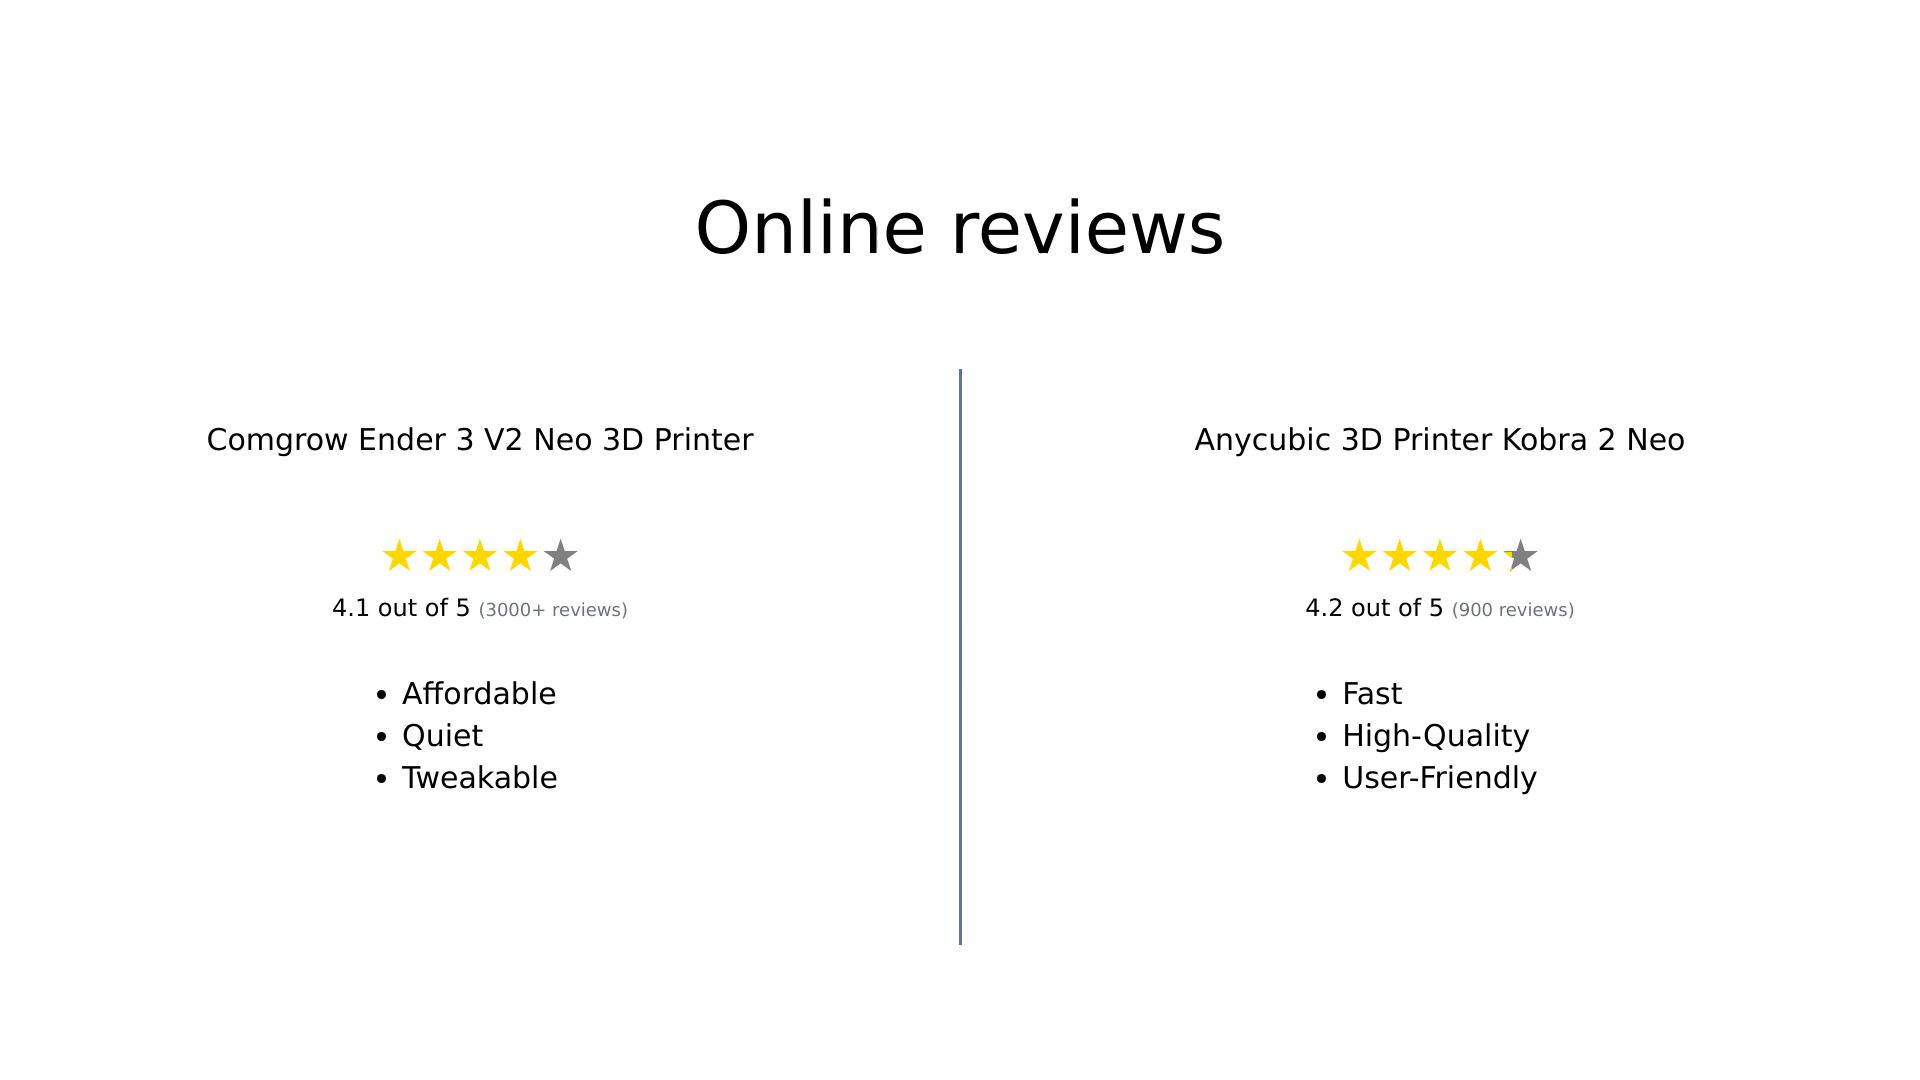 Online reviews
Comgrow Ender 3 V2 Neo 3D Printer
4.1 out of 5 (3000+ reviews)
• Affordable
• Quiet
• Tweakable
Anycubic 3D Printer Kobra 2 Neo
4.2 out of 5 (900 reviews)
• Fast
• High-Quality
• User-Friendly